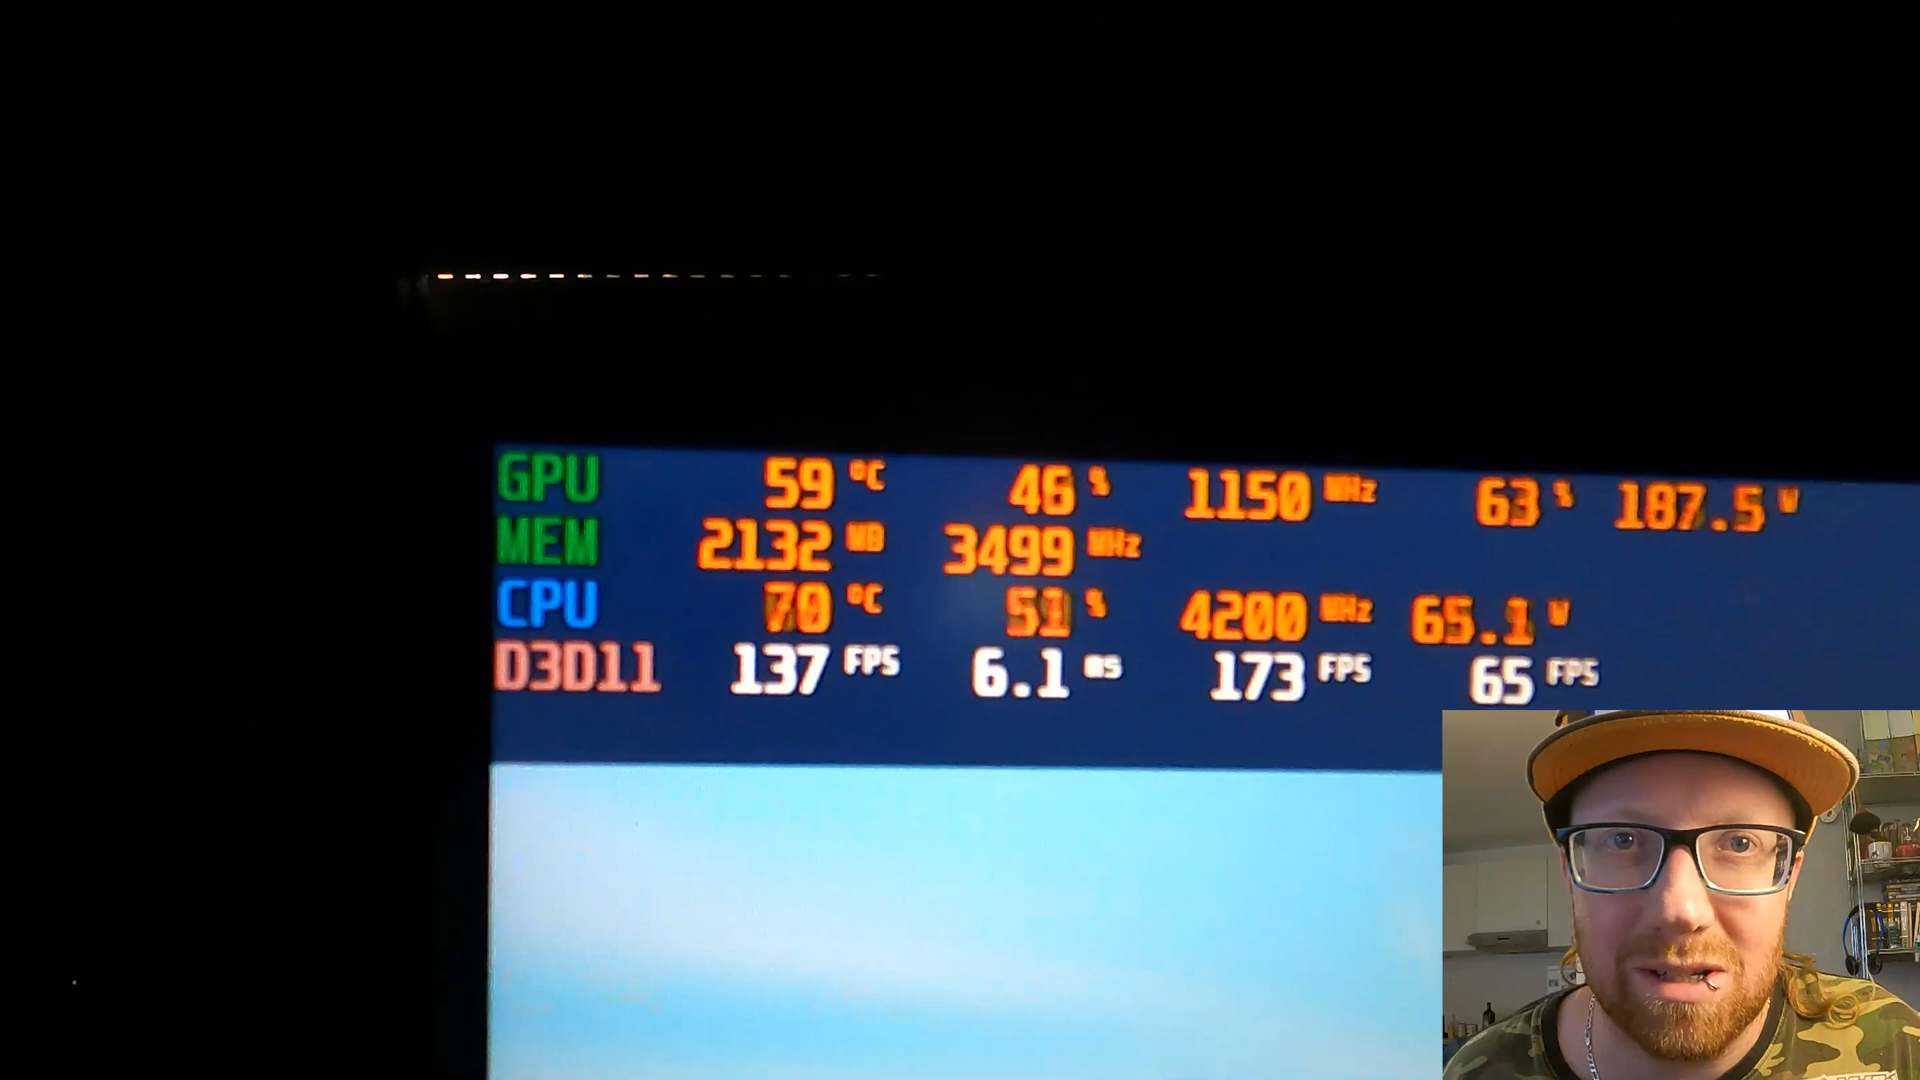 GPU 59 °C 46 % 1150 MHz 63 % 187.5 W
MEM 2132 MB 3499 MHz
CPU 70 °C 51 % 4200 MHz 65.1 W
D3D11 137 FPS 6.1 ms 173 FPS 65 FPS